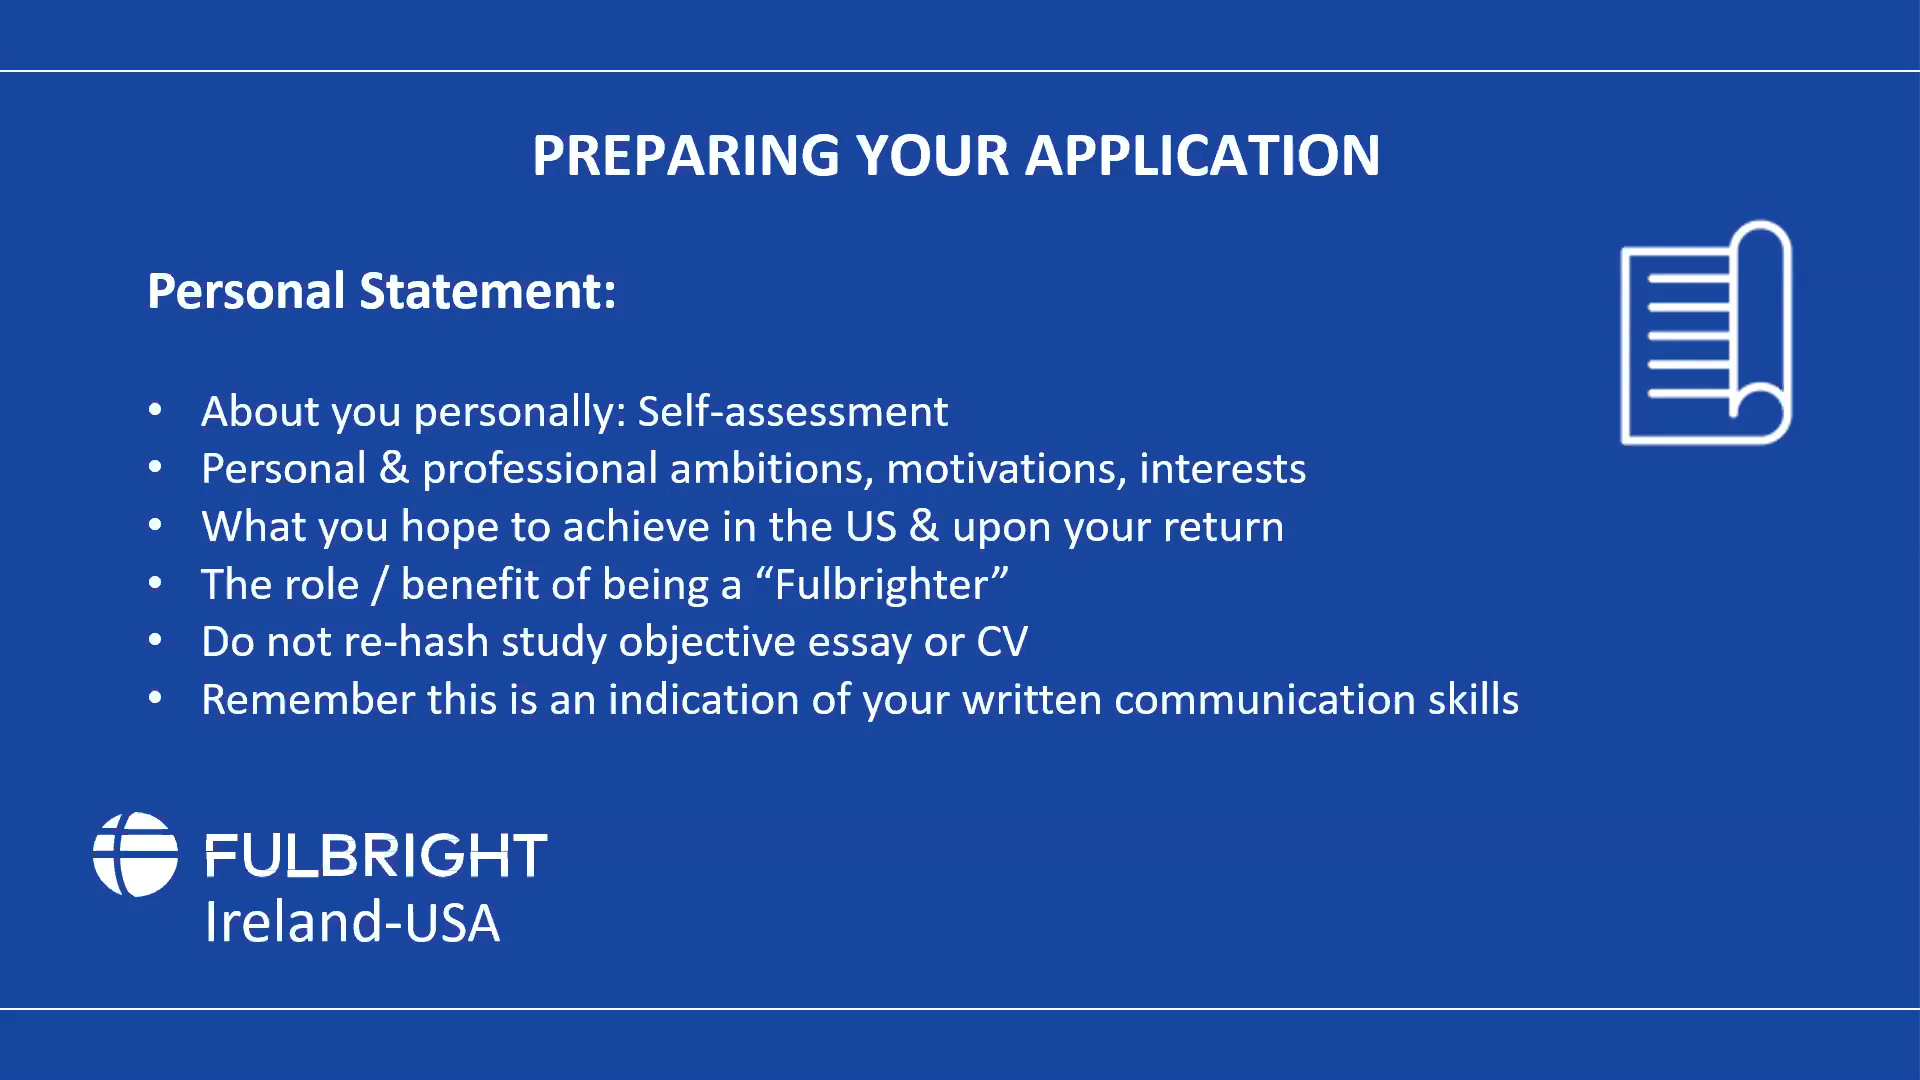 PREPARING YOUR APPLICATION
Personal Statement:
• About you personally: Self-assessment
• Personal & professional ambitions, motivations, interests
• What you hope to achieve in the US & upon your return
• The role / benefit of being a “Fulbrighter”
• Do not re-hash study objective essay or CV
• Remember this is an indication of your written communication skills
FULBRIGHT
Ireland-USA